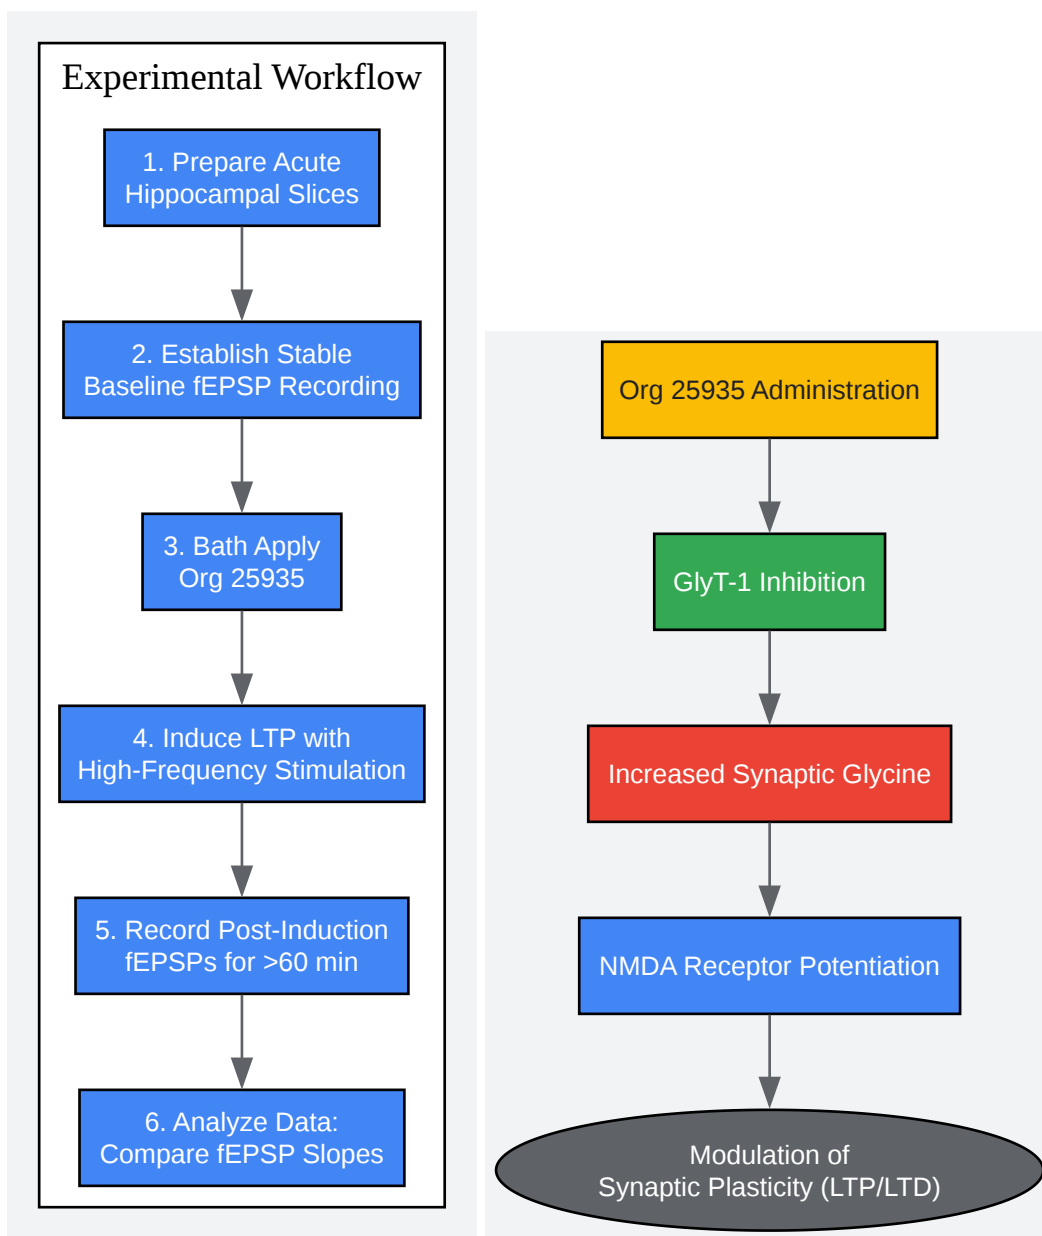 Experimental Workflow
1. Prepare Acute
Hippocampal Slices
2. Establish Stable
Baseline fEPSP Recording
3. Bath Apply
Org 25935
4. Induce LTP with
High-Frequency Stimulation
5. Record Post-Induction
fEPSPs for >60 min
6. Analyze Data:
Compare fEPSP Slopes
Org 25935 Administration
GlyT-1 Inhibition
Increased Synaptic Glycine
NMDA Receptor Potentiation
Modulation of
Synaptic Plasticity (LTP/LTD)